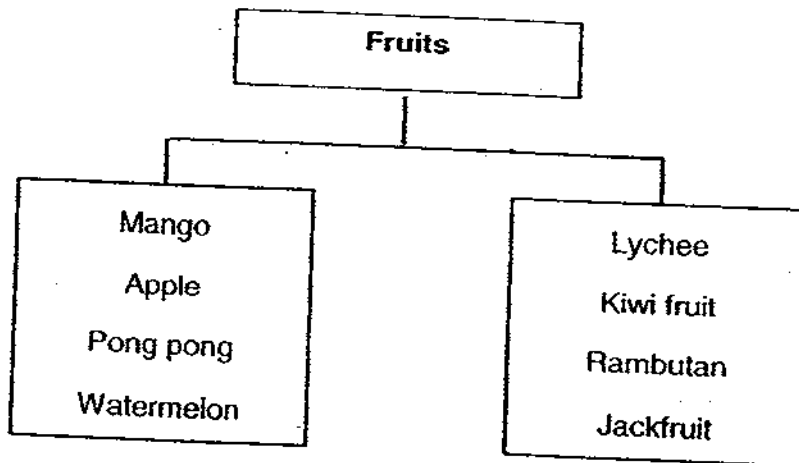 Fruits
Mango
Apple
Pong pong
Watermelon
Lychee
Kiwi fruit
Rambutan
Jackfruit